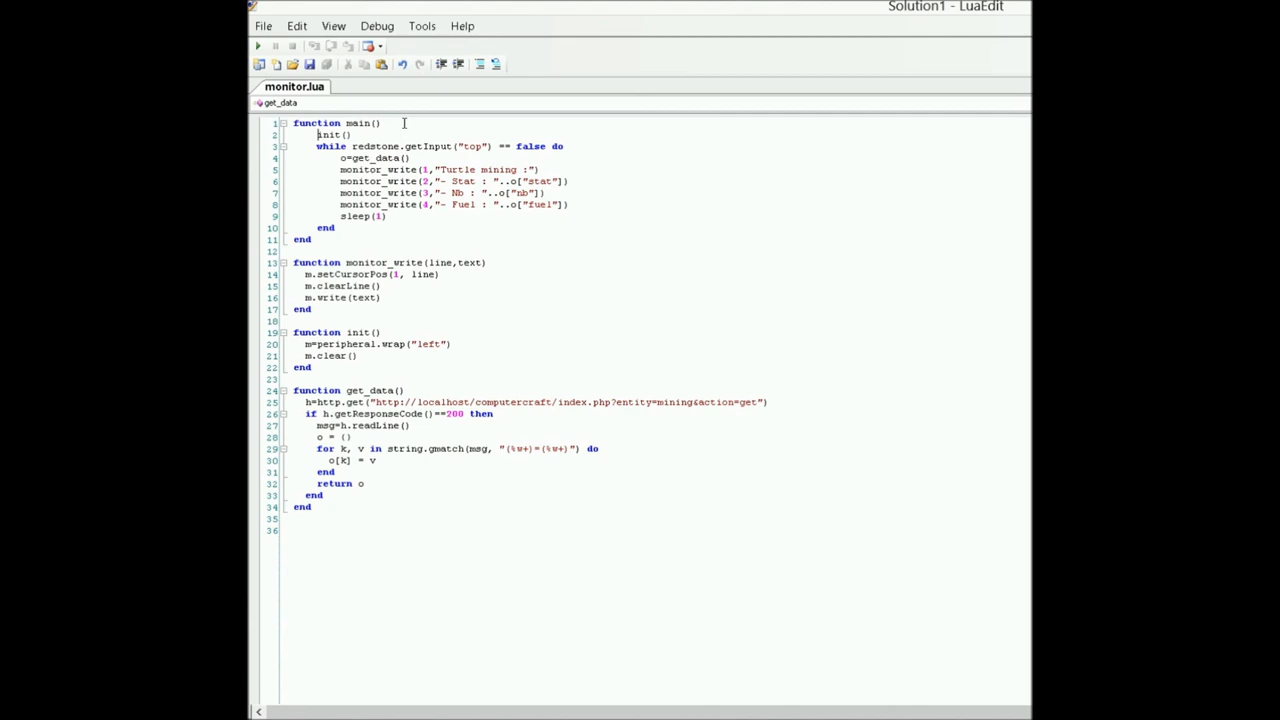 Solution1 - LuaEdit
File Edit View Debug Tools Help
monitor.lua
get_data
1 function main()
2 init()
3 while redstone.getInput("top") == false do
4 o=get_data()
5 monitor_write(1,"Turtle mining :")
6 monitor_write(2,"- Stat : "..o["stat"])
7 monitor_write(3,"- Nb : "..o["nb"])
8 monitor_write(4,"- Fuel : "..o["fuel"])
9 sleep(1)
10 end
11 end
12
13 function monitor_write(line,text)
14 m.setCursorPos(1, line)
15 m.clearLine()
16 m.write(text)
17 end
18
19 function init()
20 m=peripheral.wrap("left")
21 m.clear()
22 end
23
24 function get_data()
25 h=http.get("http://localhost/computercraft/index.php?entity=mining&action=get")
26 if h.getResponseCode()==200 then
27 msg=h.readLine()
28 o = {}
29 for k, v in string.gmatch(msg, "(%w+)=(%w+)") do
30 o[k] = v
31 end
32 return o
33 end
34 end
35
36